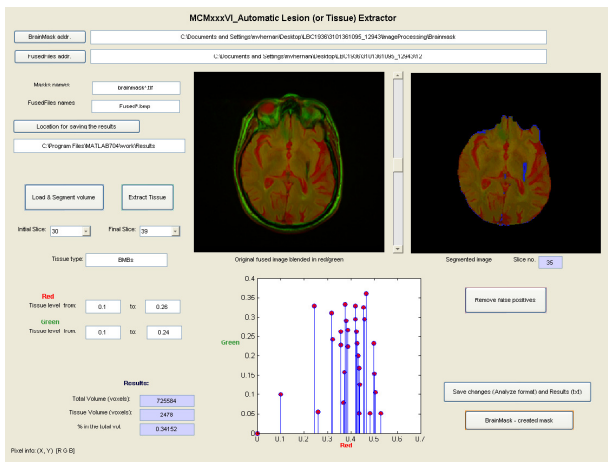 MCMxxxVI_Automatic Lesion (or Tissue) Extractor
BrainMask addr.
C:\Documents and Settings\mvhernan\Desktop\LBC1936\3101361095_12943\ImageProcessing\Brainmask
FusedFiles addr.
C:\Documents and Settings\mvhernan\Desktop\LBC1936\3101361095_12943\t2
Masks names
brainmask*.tif
FusedFiles names
Fused*.bmp
Location for saving the results
C:\Program Files\MATLAB704\work\Results
Load & Segment volume
Extract Tissue
Initial Slice: 30
Final Slice: 39
Original fused image blended in red/green
Segmented image
Slice no. 35
Tissue type: BMBs
Red
Tissue level from: 0.1 to: 0.26
Green
Tissue level from: 0.1 to: 0.24
0.4
0.35
0.3
0.25
0.2
0.15
0.1
0.05
0
Green
0 0.1 0.2 0.3 0.4 0.5 0.6 0.7
Red
Remove false positives
Results:
Total Volume (voxels): 725584
Tissue Volume (voxels): 2478
% in the total vol. 0.34152
Save changes (Analyze format) and Results (txt)
BrainMask - created mask
Pixel info: (X, Y) [R G B]